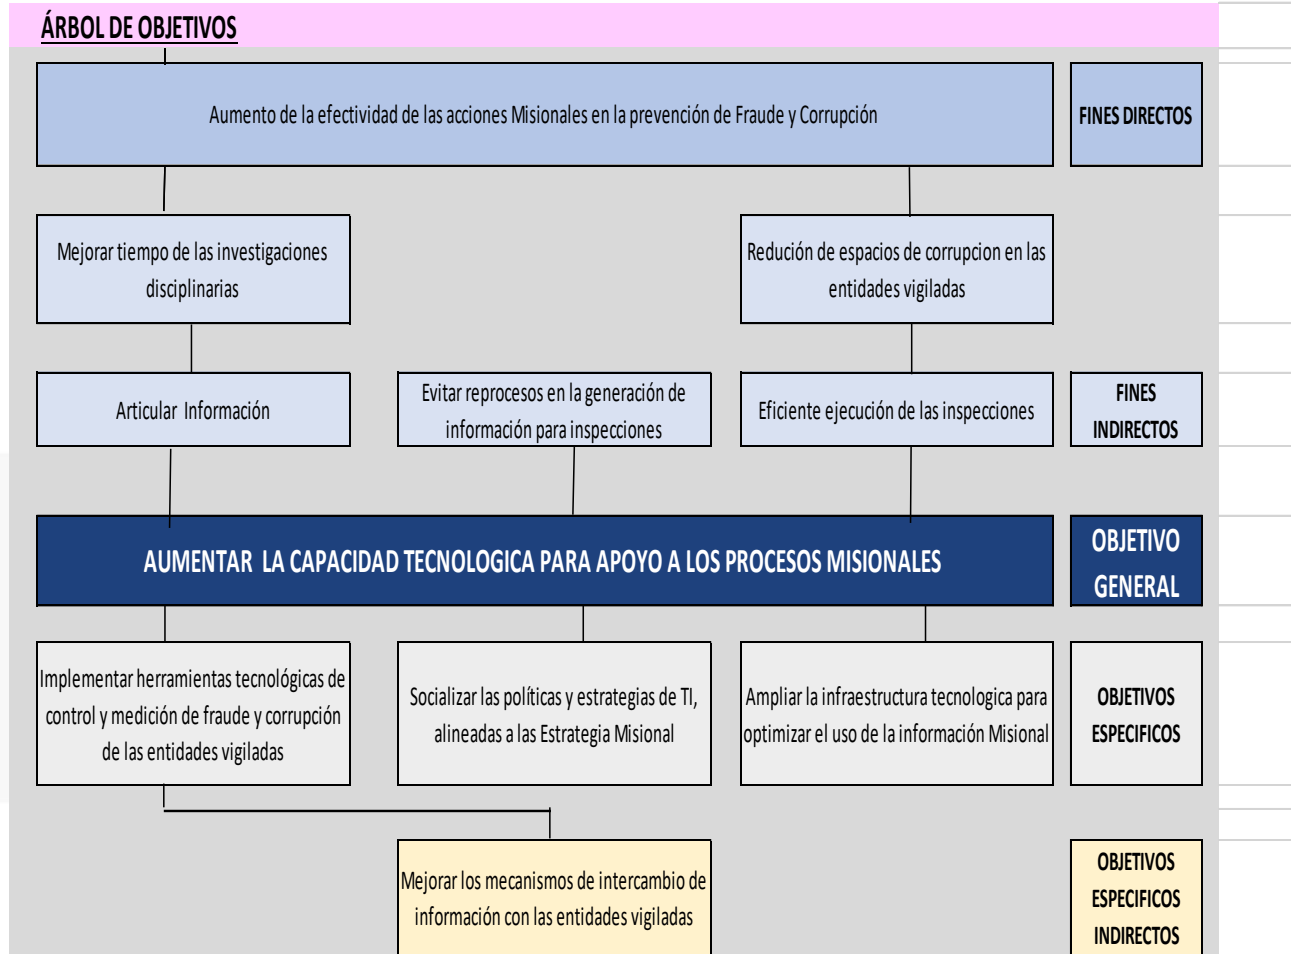 ÁRBOL DE OBJETIVOS
Aumento de la efectividad de las acciones Misionales en la prevención de Fraude y Corrupción
FINES DIRECTOS
Mejorar tiempo de las investigaciones
disciplinarias
Redución de espacios de corrupcion en las
entidades vigiladas
Articular Información
Evitar reprocesos en la generación de
información para inspecciones
Eficiente ejecución de las inspecciones
FINES
INDIRECTOS
AUMENTAR LA CAPACIDAD TECNOLOGICA PARA APOYO A LOS PROCESOS MISIONALES
OBJETIVO
GENERAL
Implementar herramientas tecnológicas de
control y medición de fraude y corrupción
de las entidades vigiladas
Socializar las políticas y estrategias de TI,
alineadas a las Estrategia Misional
Ampliar la infraestructura tecnologica para
optimizar el uso de la información Misional
OBJETIVOS
ESPECIFICOS
Mejorar los mecanismos de intercambio de
información con las entidades vigiladas
OBJETIVOS
ESPECIFICOS
INDIRECTOS